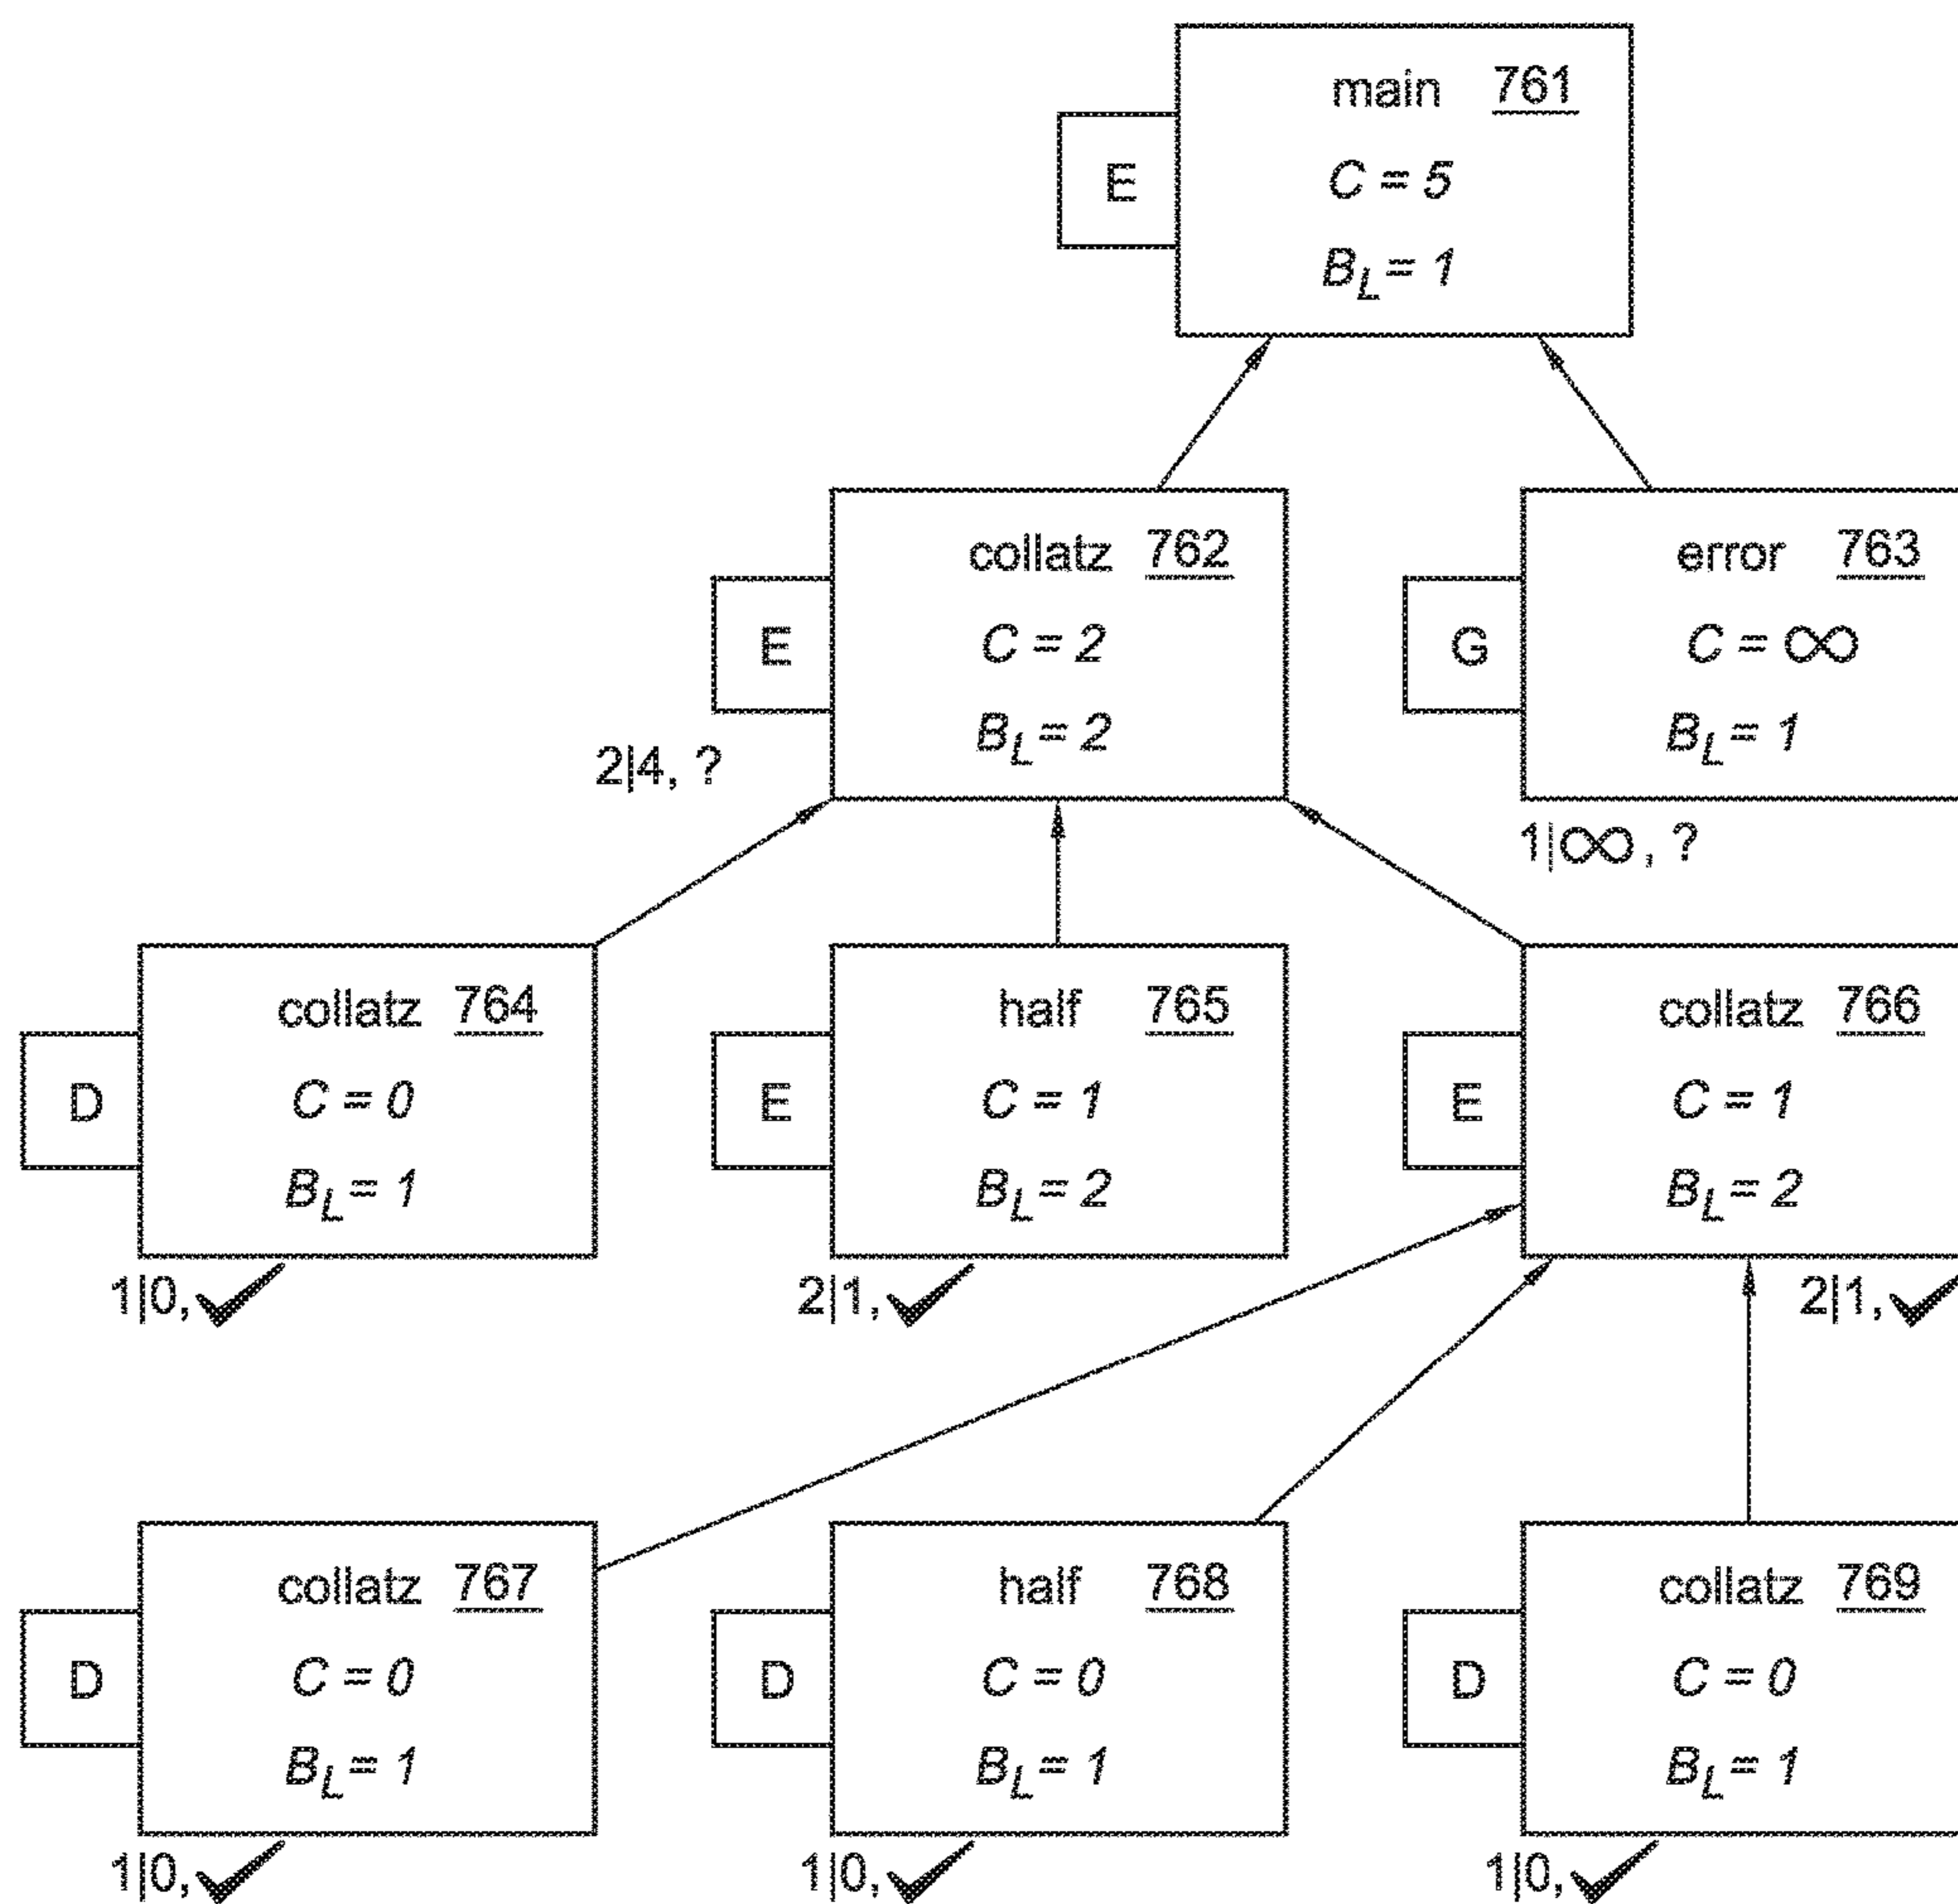 main 761
E
C = 5
B_L = 1
collatz 762
E
C = 2
B_L = 2
2|4, ?
error 763
G
C = ∞
B_L = 1
1|∞, ?
collatz 764
D
C = 0
B_L = 1
1|0, ✓
half 765
E
C = 1
B_L = 2
2|1, ✓
collatz 766
E
C = 1
B_L = 2
2|1, ✓
collatz 767
D
C = 0
B_L = 1
1|0, ✓
half 768
D
C = 0
B_L = 1
1|0, ✓
collatz 769
D
C = 0
B_L = 1
1|0, ✓